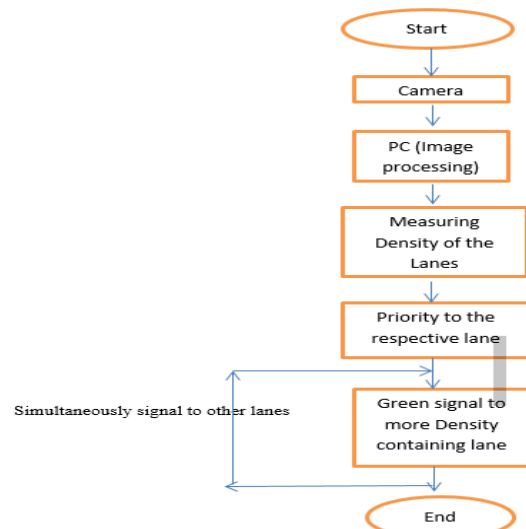 Start
Camera
PC (Image
processing)
Measuring
Density of the
Lanes
Priority to the
respective lane
Simultaneously signal to other lanes
Green signal to
more Density
containing lane
End